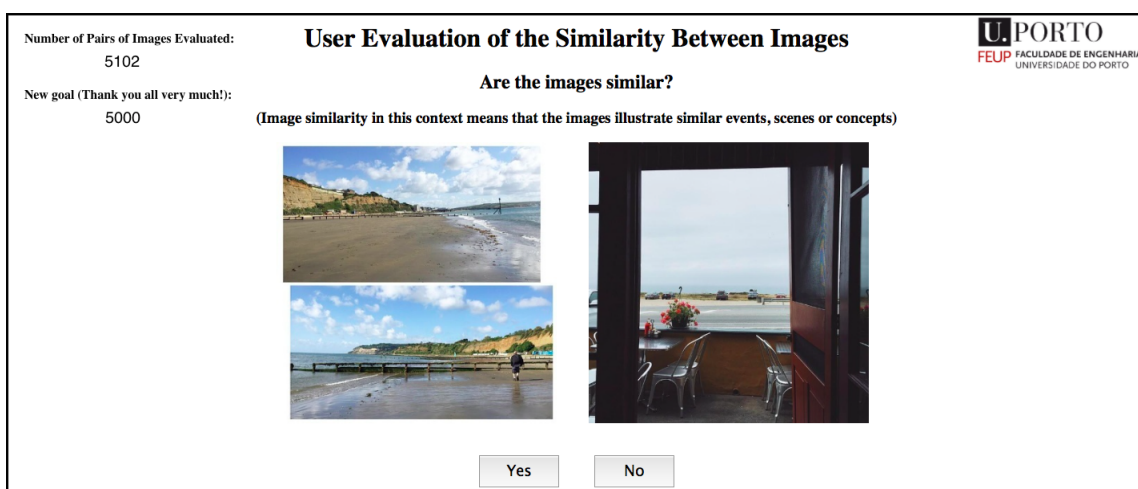 Number of Pairs of Images Evaluated:
5102
New goal (Thank you all very much!):
5000
User Evaluation of the Similarity Between Images
Are the images similar?
(Image similarity in this context means that the images illustrate similar events, scenes or concepts)
U. PORTO
FEUP FACULDADE DE ENGENHARIA
UNIVERSIDADE DO PORTO
Yes
No